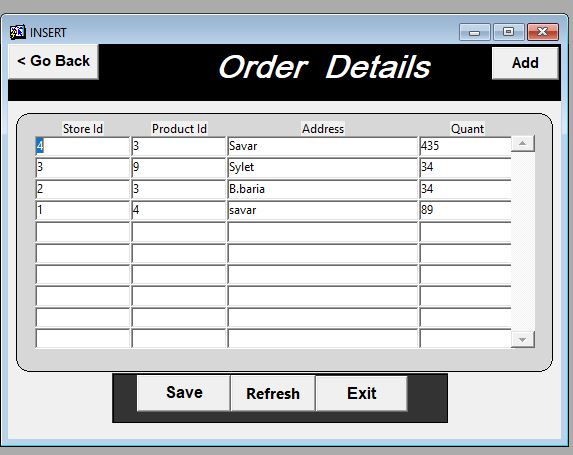 INSERT
< Go Back Order Details Add
Store Id Product Id Address Quant
4 3 Savar 435
3 9 Sylet 34
2 3 B.baria 34
1 4 savar 89
Save Refresh Exit